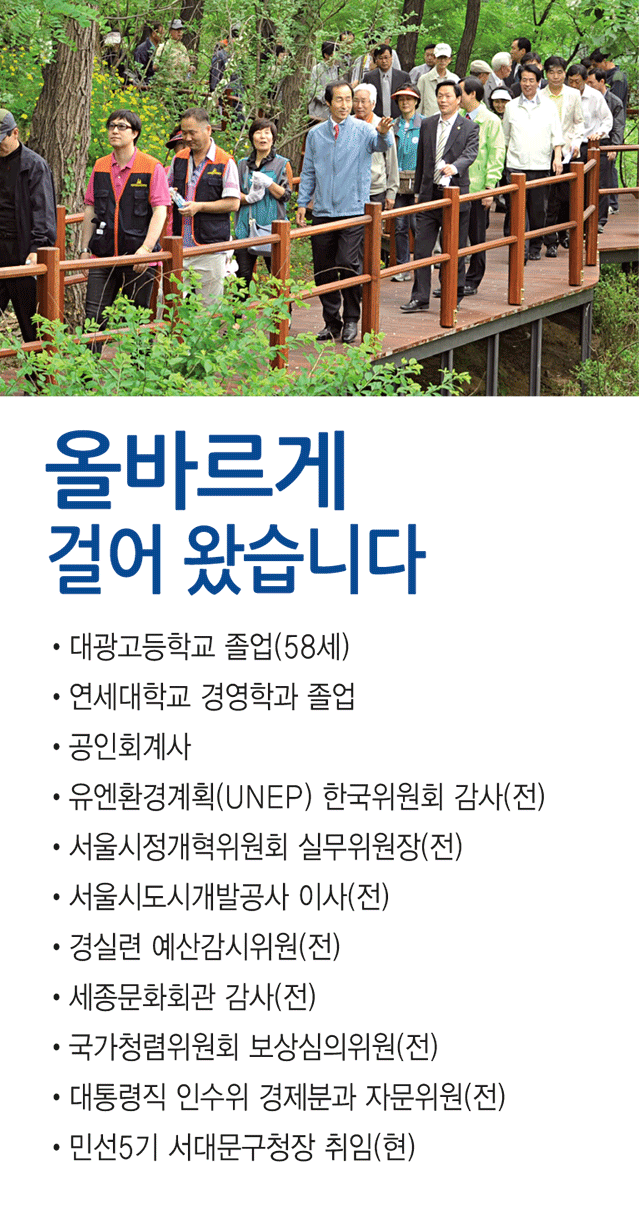 올바르게
걸어 왔습니다
• 대광고등학교 졸업(58세)
• 연세대학교 경영학과 졸업
• 공인회계사
• 유엔환경계획(UNEP) 한국위원회 감사(전)
• 서울시정개혁위원회 실무위원장(전)
• 서울시도시개발공사 이사(전)
• 경실련 예산감시위원(전)
• 세종문화회관 감사(전)
• 국가청렴위원회 보상심의위원(전)
• 대통령직 인수위 경제분과 자문위원(전)
• 민선5기 서대문구청장 취임(현)